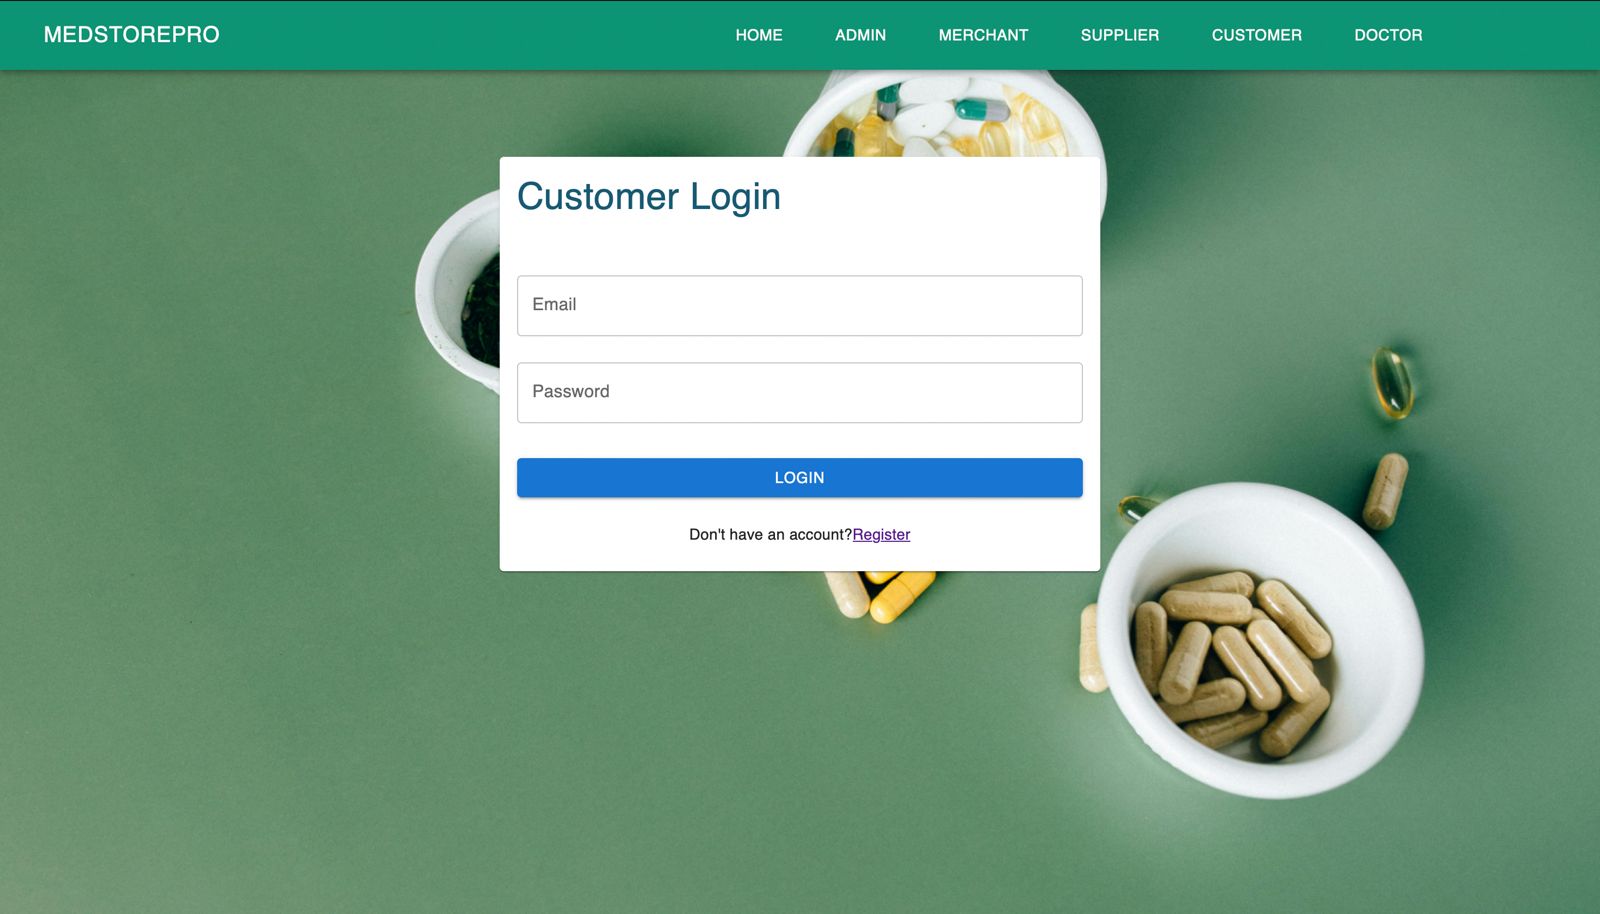 MEDSTOREPRO HOME ADMIN MERCHANT SUPPLIER CUSTOMER DOCTOR
Customer Login
Email
Password
LOGIN
Don't have an account?Register